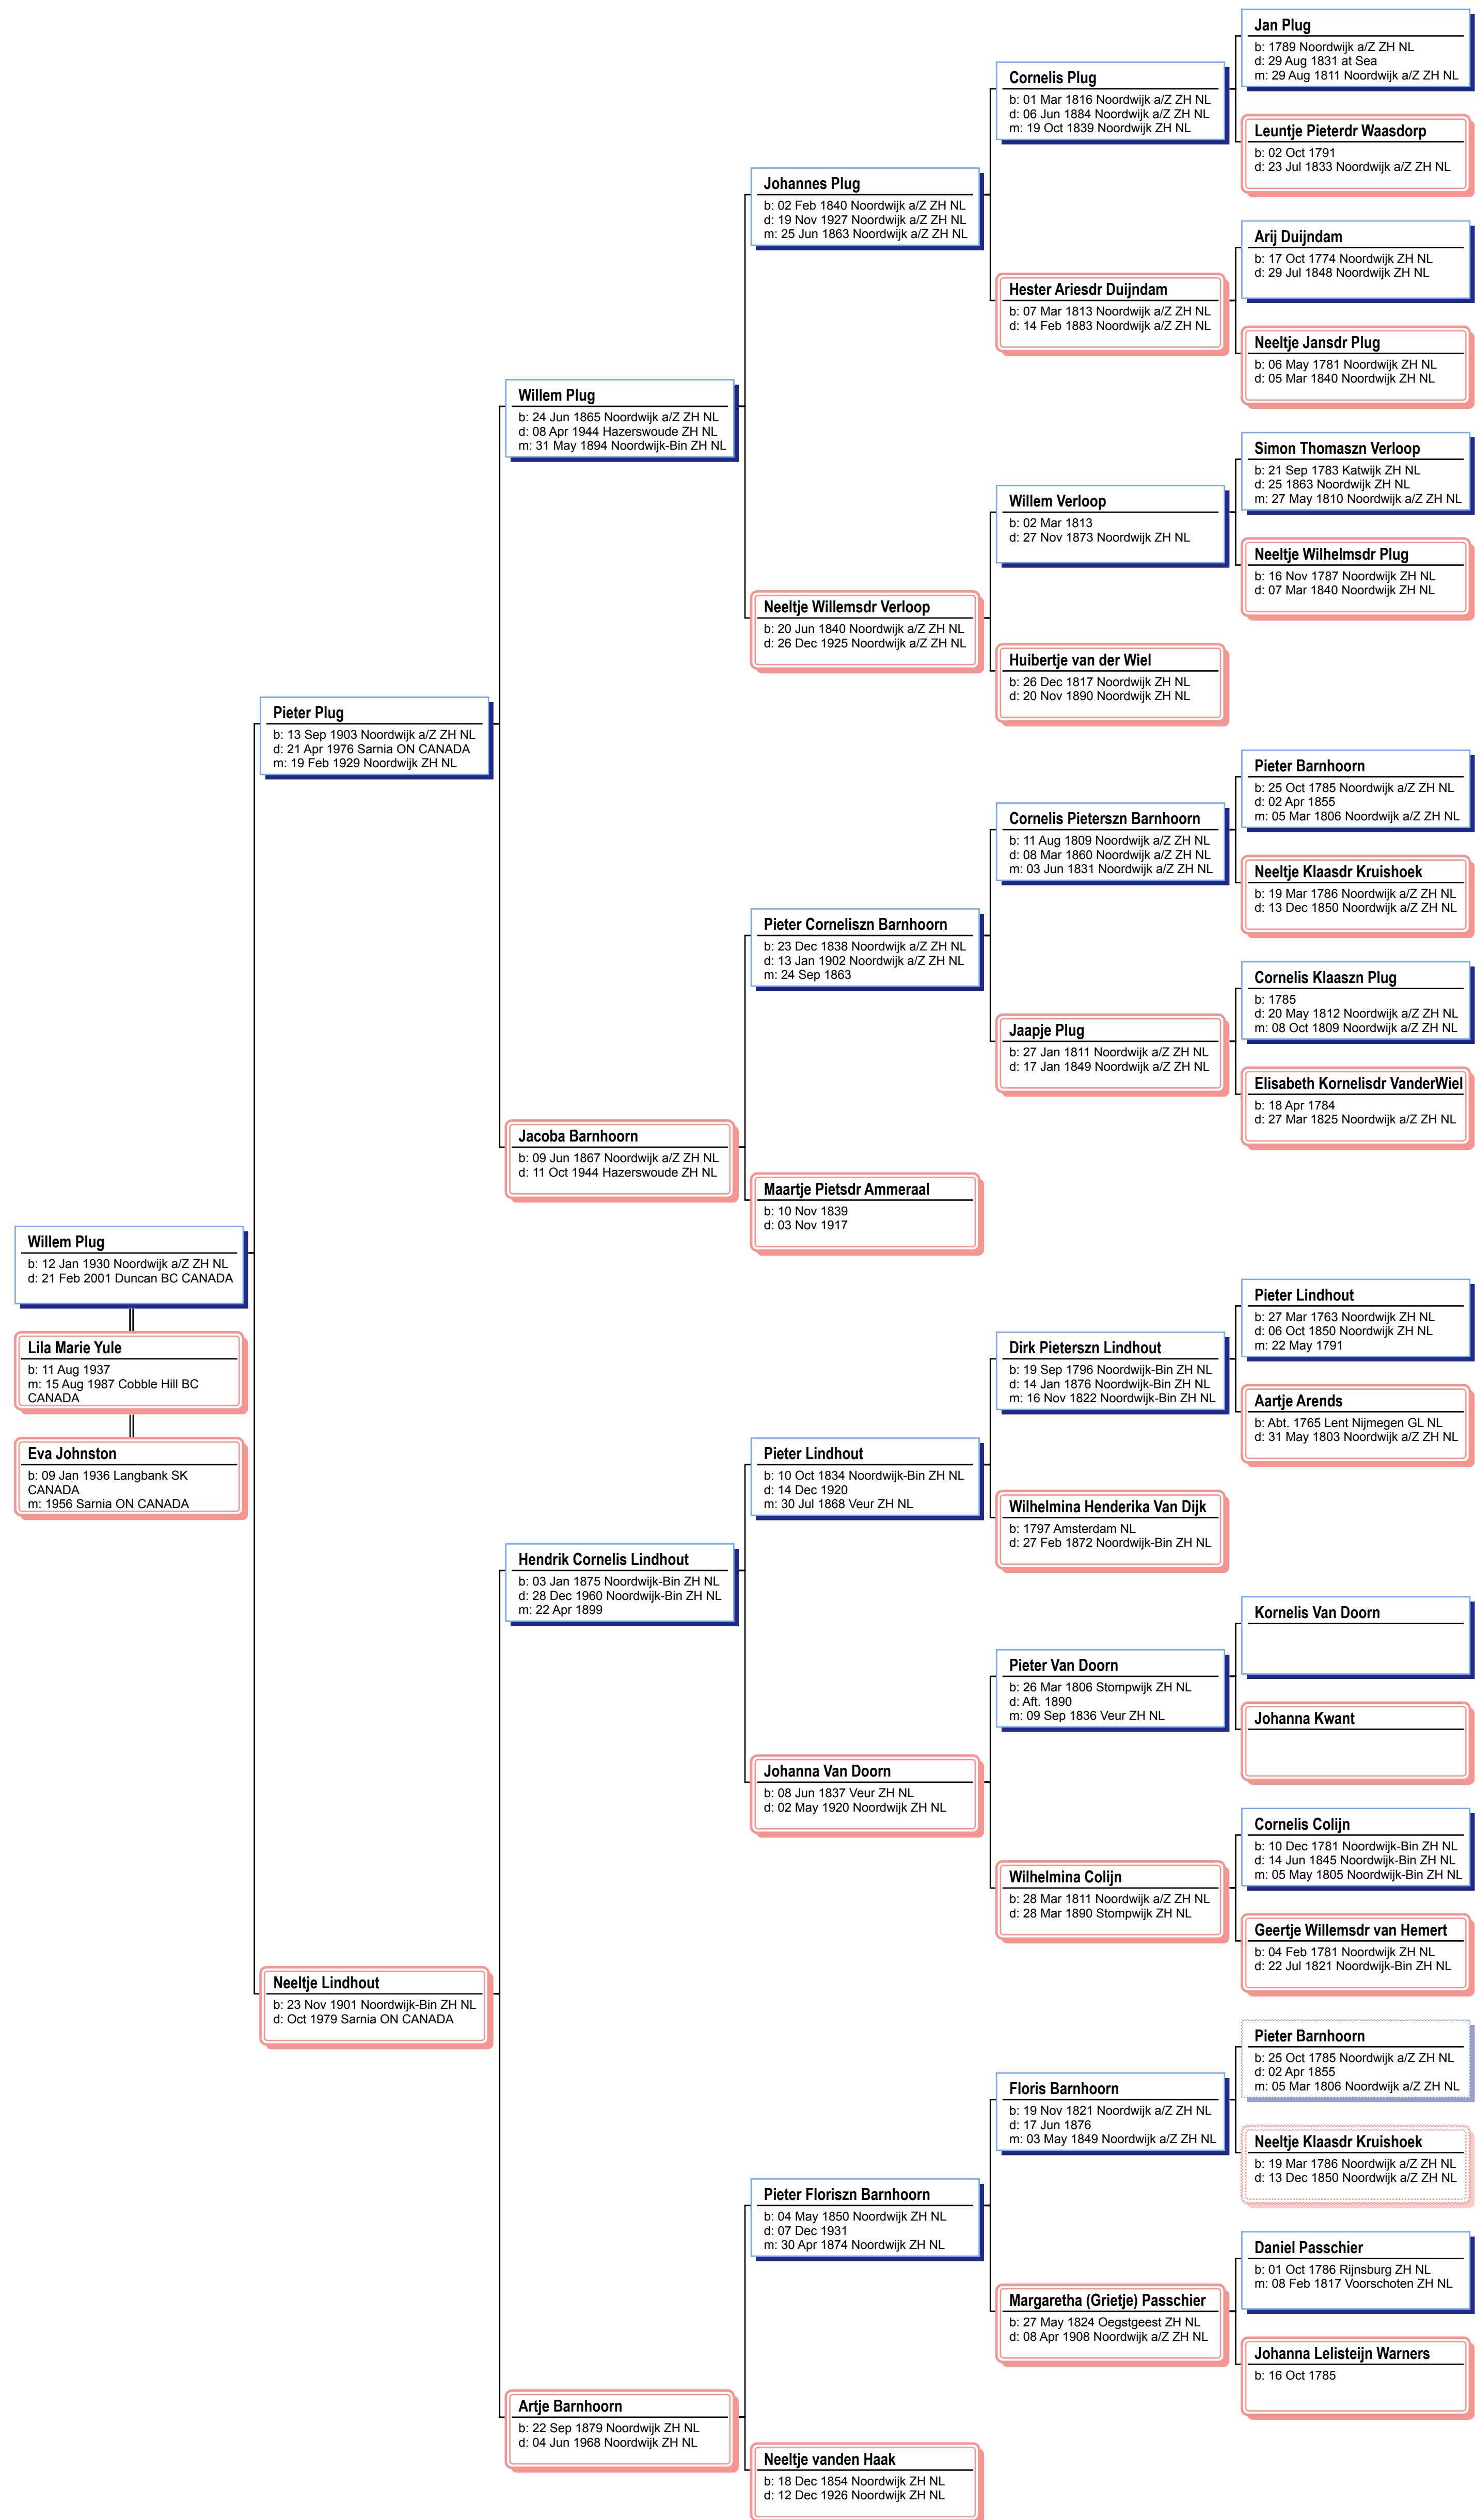 Jan Plug
b: 1789 Noordwijk a/Z ZH NL
d: 29 Aug 1831 at Sea
m: 29 Aug 1811 Noordwijk a/Z ZH NL
Cornelis Plug
b: 01 Mar 1816 Noordwijk a/Z ZH NL
d: 06 Jun 1884 Noordwijk a/Z ZH NL
m: 19 Oct 1839 Noordwijk ZH NL
Leuntje Pieterdr Waasdorp
b: 02 Oct 1791
d: 23 Jul 1833 Noordwijk a/Z ZH NL
Johannes Plug
b: 02 Feb 1840 Noordwijk a/Z ZH NL
d: 19 Nov 1927 Noordwijk a/Z ZH NL
m: 25 Jun 1863 Noordwijk a/Z ZH NL
Arij Duijndam
b: 17 Oct 1774 Noordwijk ZH NL
d: 29 Jul 1848 Noordwijk ZH NL
Hester Ariesdr Duijndam
b: 07 Mar 1813 Noordwijk a/Z ZH NL
d: 14 Feb 1883 Noordwijk a/Z ZH NL
Neeltje Jansdr Plug
b: 06 May 1781 Noordwijk ZH NL
d: 05 Mar 1840 Noordwijk ZH NL
Willem Plug
b: 24 Jun 1865 Noordwijk a/Z ZH NL
d: 08 Apr 1944 Hazerswoude ZH NL
m: 31 May 1894 Noordwijk-Bin ZH NL
Simon Thomaszn Verloop
b: 21 Sep 1783 Katwijk ZH NL
d: 25 1863 Noordwijk ZH NL
m: 27 May 1810 Noordwijk a/Z ZH NL
Willem Verloop
b: 02 Mar 1813
d: 27 Nov 1873 Noordwijk ZH NL
Neeltje Wilhelmsdr Plug
b: 16 Nov 1787 Noordwijk ZH NL
d: 07 Mar 1840 Noordwijk ZH NL
Neeltje Willemsdr Verloop
b: 20 Jun 1840 Noordwijk a/Z ZH NL
d: 26 Dec 1925 Noordwijk a/Z ZH NL
Huibertje van der Wiel
b: 26 Dec 1817 Noordwijk ZH NL
d: 20 Nov 1890 Noordwijk ZH NL
Pieter Plug
b: 13 Sep 1903 Noordwijk a/Z ZH NL
d: 21 Apr 1976 Sarnia ON CANADA
m: 19 Feb 1929 Noordwijk ZH NL
Pieter Barnhoorn
b: 25 Oct 1785 Noordwijk a/Z ZH NL
d: 02 Apr 1855
m: 05 Mar 1806 Noordwijk a/Z ZH NL
Cornelis Pieterszn Barnhoorn
b: 11 Aug 1809 Noordwijk a/Z ZH NL
d: 08 Mar 1860 Noordwijk a/Z ZH NL
m: 03 Jun 1831 Noordwijk a/Z ZH NL
Neeltje Klaasdr Kruishoek
b: 19 Mar 1786 Noordwijk a/Z ZH NL
d: 13 Dec 1850 Noordwijk a/Z ZH NL
Pieter Corneliszn Barnhoorn
b: 23 Dec 1838 Noordwijk a/Z ZH NL
d: 13 Jan 1902 Noordwijk a/Z ZH NL
m: 24 Sep 1863
Cornelis Klaaszn Plug
b: 1785
d: 20 May 1812 Noordwijk a/Z ZH NL
m: 08 Oct 1809 Noordwijk a/Z ZH NL
Jaapje Plug
b: 27 Jan 1811 Noordwijk a/Z ZH NL
d: 17 Jan 1849 Noordwijk a/Z ZH NL
Elisabeth Kornelisdr VanderWiel
b: 18 Apr 1784
d: 27 Mar 1825 Noordwijk a/Z ZH NL
Jacoba Barnhoorn
b: 09 Jun 1867 Noordwijk a/Z ZH NL
d: 11 Oct 1944 Hazerswoude ZH NL
Maartje Pietsdr Ammeraal
b: 10 Nov 1839
d: 03 Nov 1917
Willem Plug
b: 12 Jan 1930 Noordwijk a/Z ZH NL
d: 21 Feb 2001 Duncan BC CANADA
Lila Marie Yule
b: 11 Aug 1937
m: 15 Aug 1987 Cobble Hill BC
CANADA
Eva Johnston
b: 09 Jan 1936 Langbank SK
CANADA
m: 1956 Sarnia ON CANADA
Pieter Lindhout
b: 27 Mar 1763 Noordwijk ZH NL
d: 06 Oct 1850 Noordwijk ZH NL
m: 22 May 1791
Dirk Pieterszn Lindhout
b: 19 Sep 1796 Noordwijk-Bin ZH NL
d: 14 Jan 1876 Noordwijk-Bin ZH NL
m: 16 Nov 1822 Noordwijk-Bin ZH NL
Aartje Arends
b: Abt. 1765 Lent Nijmegen GL NL
d: 31 May 1803 Noordwijk a/Z ZH NL
Pieter Lindhout
b: 10 Oct 1834 Noordwijk-Bin ZH NL
d: 14 Dec 1920
m: 30 Jul 1868 Veur ZH NL
Wilhelmina Henderika Van Dijk
b: 1797 Amsterdam NL
d: 27 Feb 1872 Noordwijk-Bin ZH NL
Hendrik Cornelis Lindhout
b: 03 Jan 1875 Noordwijk-Bin ZH NL
d: 28 Dec 1960 Noordwijk-Bin ZH NL
m: 22 Apr 1899
Kornelis Van Doorn
Pieter Van Doorn
b: 26 Mar 1806 Stompwijk ZH NL
d: Aft. 1890
m: 09 Sep 1836 Veur ZH NL
Johanna Kwant
Johanna Van Doorn
b: 08 Jun 1837 Veur ZH NL
d: 02 May 1920 Noordwijk ZH NL
Cornelis Colijn
b: 10 Dec 1781 Noordwijk-Bin ZH NL
d: 14 Jun 1845 Noordwijk-Bin ZH NL
m: 05 May 1805 Noordwijk-Bin ZH NL
Wilhelmina Colijn
b: 28 Mar 1811 Noordwijk a/Z ZH NL
d: 28 Mar 1890 Stompwijk ZH NL
Geertje Willemsdr van Hemert
b: 04 Feb 1781 Noordwijk ZH NL
d: 22 Jul 1821 Noordwijk-Bin ZH NL
Neeltje Lindhout
b: 23 Nov 1901 Noordwijk-Bin ZH NL
d: Oct 1979 Sarnia ON CANADA
Pieter Barnhoorn
b: 25 Oct 1785 Noordwijk a/Z ZH NL
d: 02 Apr 1855
m: 05 Mar 1806 Noordwijk a/Z ZH NL
Floris Barnhoorn
b: 19 Nov 1821 Noordwijk a/Z ZH NL
d: 17 Jun 1876
m: 03 May 1849 Noordwijk a/Z ZH NL
Neeltje Klaasdr Kruishoek
b: 19 Mar 1786 Noordwijk a/Z ZH NL
d: 13 Dec 1850 Noordwijk a/Z ZH NL
Pieter Floriszn Barnhoorn
b: 04 May 1850 Noordwijk ZH NL
d: 07 Dec 1931
m: 30 Apr 1874 Noordwijk ZH NL
Daniel Passchier
b: 01 Oct 1786 Rijnsburg ZH NL
m: 08 Feb 1817 Voorschoten ZH NL
Margaretha (Grietje) Passchier
b: 27 May 1824 Oegstgeest ZH NL
d: 08 Apr 1908 Noordwijk a/Z ZH NL
Johanna Lelisteijn Warners
b: 16 Oct 1785
Artje Barnhoorn
b: 22 Sep 1879 Noordwijk ZH NL
d: 04 Jun 1968 Noordwijk ZH NL
Neeltje vanden Haak
b: 18 Dec 1854 Noordwijk ZH NL
d: 12 Dec 1926 Noordwijk ZH NL